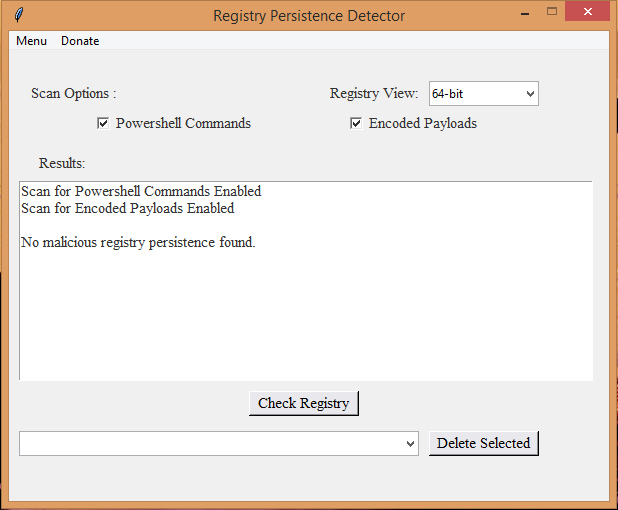 Registry Persistence Detector
Menu Donate
Scan Options : Registry View: 64-bit
Powershell Commands Encoded Payloads
Results:
Scan for Powershell Commands Enabled
Scan for Encoded Payloads Enabled
No malicious registry persistence found.
Check Registry
Delete Selected